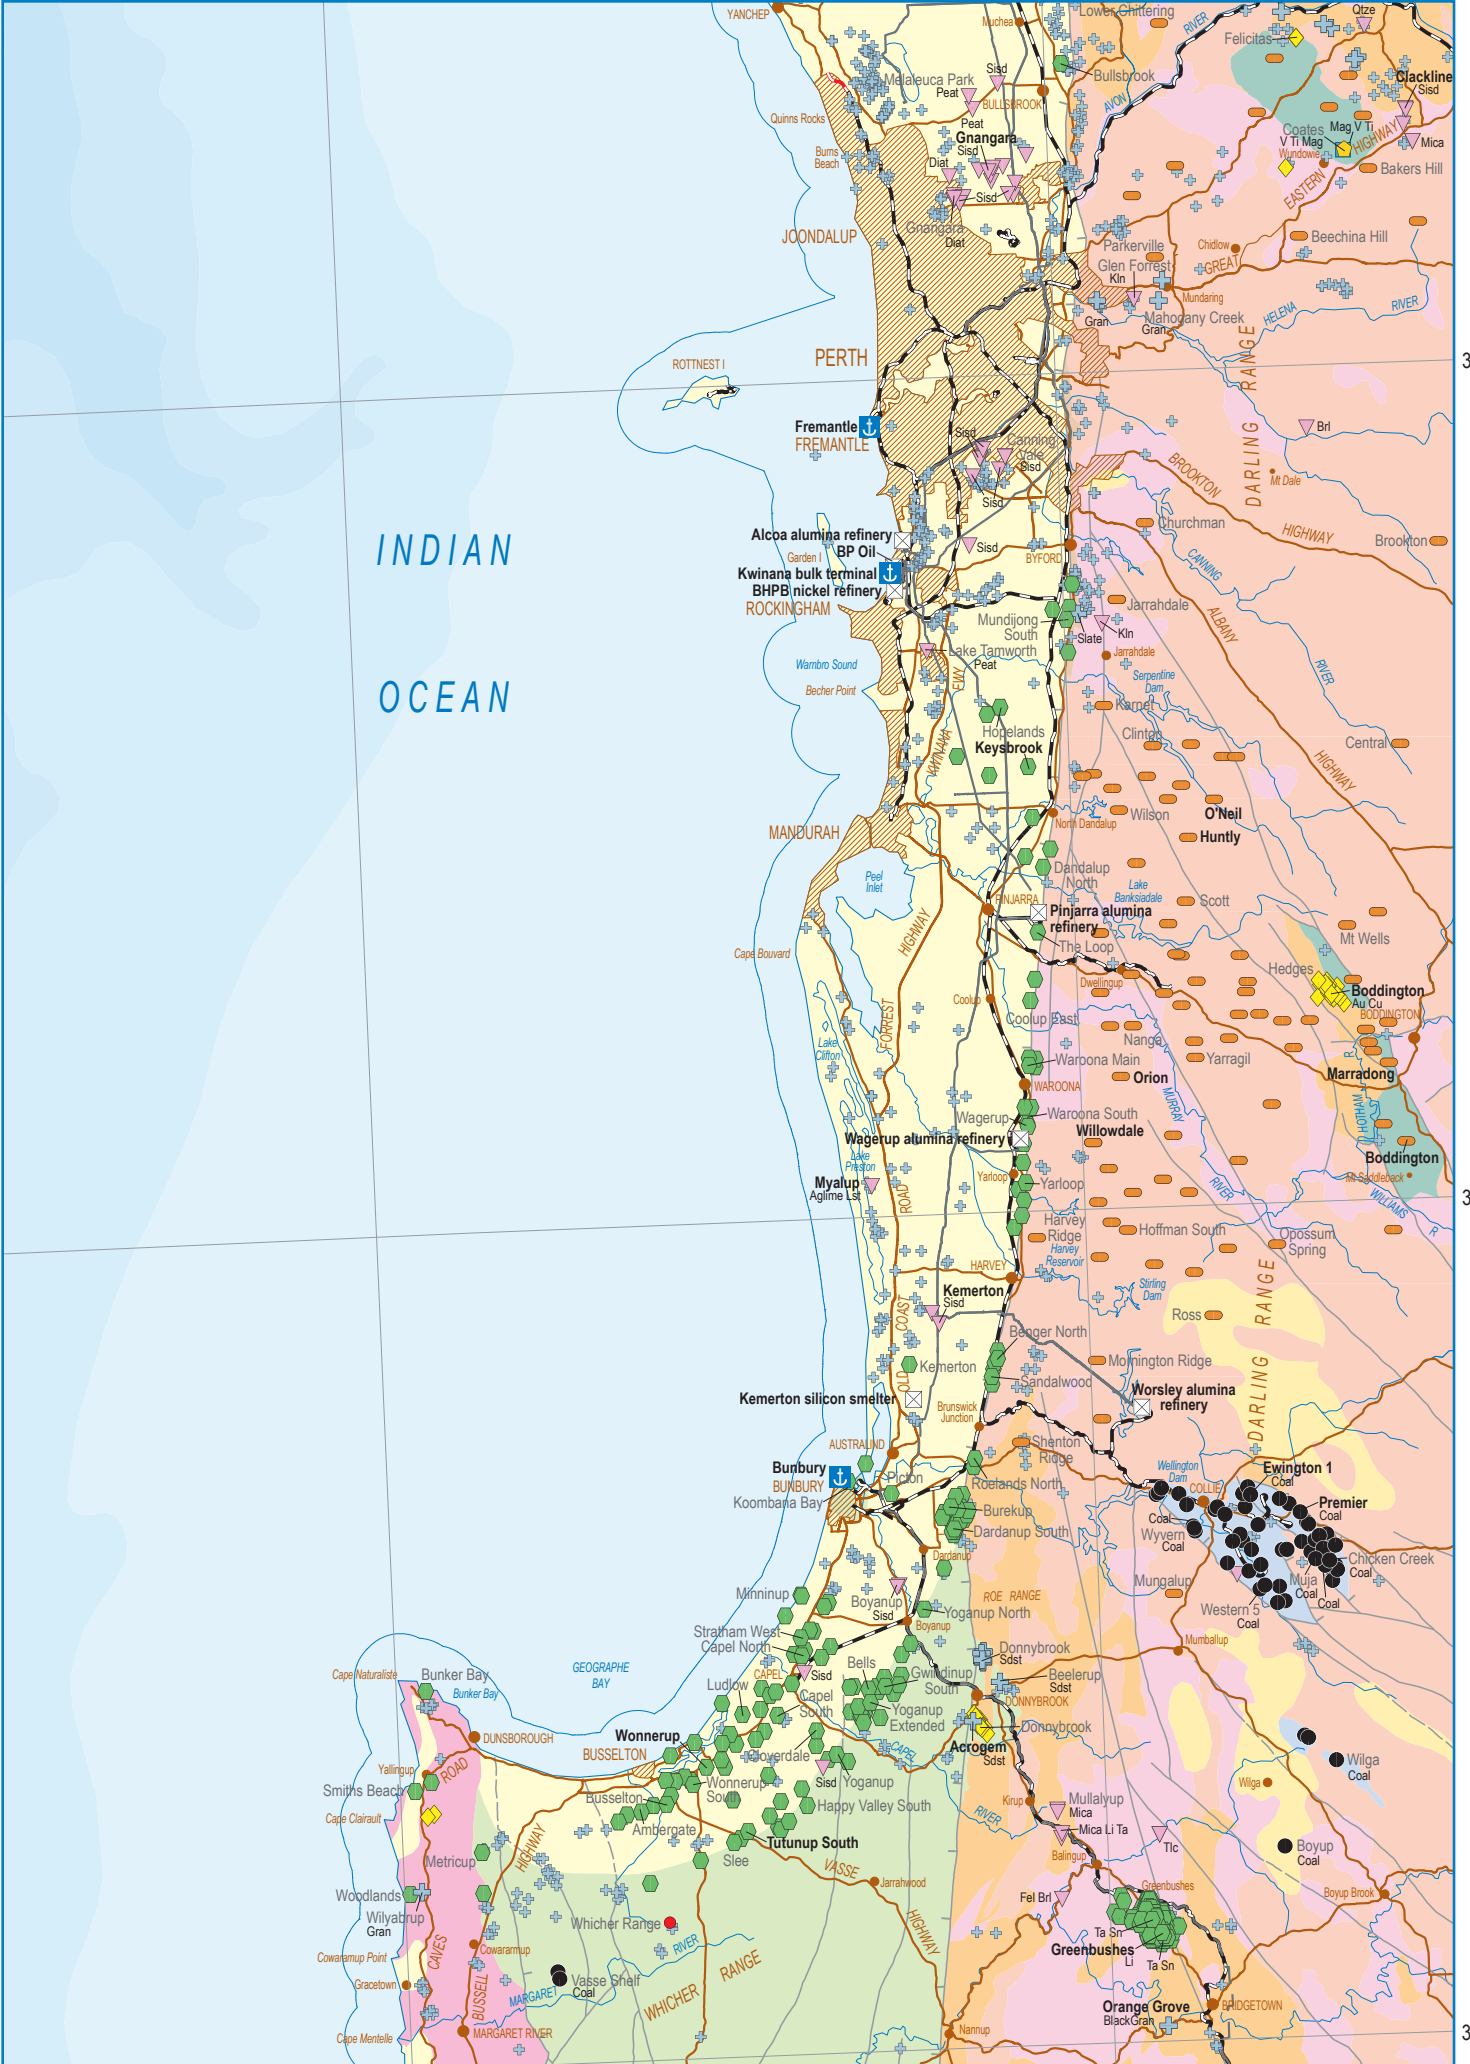 YANCHEP
Muchea
Lower Chittering
RIVER
Qtze
Felicitas
Melaleuca Park
Sisd
Peat
BULLSBROOK
Bullsbrook
AVON
Clackline
Sisd
Quinns Rocks
Peat
Gnangara
Sisd
Coates
Mag V Ti
V Ti Mag
HIGHWAY
Mica
Burns
Beach
Diat
Wundowie
Bakers Hill
Sisd
EASTERN
Gnangara
Diat
JOONDALUP
Parkerville
Chidlow
Beechina Hill
Glen Forrest
GREAT
Kln
Mundaring
Gran
Mahogany Creek
Gran
HELENA
RIVER
PERTH
ROTTNEST I
DARLING RANGE
3
Fremantle
FREMANTLE
Sisd
Canning
Vale
Sisd
Sisd
Brl
BROOKTON
Mt Dale
HIGHWAY
Churchman
Brookton
INDIAN
OCEAN
Alcoa alumina refinery
BP Oil
Garden I
Kwinana bulk terminal
BHPB nickel refinery
ROCKINGHAM
Sisd
BYFORD
CANNING
Jarrahdale
Mundijong
South
Slate
Kln
ALBANY
Jarrahdale
Lake Tamworth
Peat
Warnbro Sound
Becher Point
FWY
Serpentine
Dam
RIVER
Karnet
Hopelands
Keysbrook
Clinton
Central
KWINANA
HIGHWAY
MANDURAH
North Dandalup
Wilson
O'Neil
Huntly
Peel
Inlet
Dandalup
North
Lake
Banksiadale
Scott
PINJARRA
Pinjarra alumina
refinery
The Loop
Mt Wells
HIGHWAY
Cape Bouvard
Dwellingup
Hedges
Boddington
Au Cu
BODDINGTON
Coolup
Coolup East
FORREST
Nanga
Lake
Clifton
Waroona Main
Yarragil
R
Marradong
Orion
WAROONA
HOTHAM
Wagerup
Waroona South
MURRAY
Wagerup alumina refinery
Willowdale
Lake
Preston
Boddington
Mt Saddleback
Yarloop
Yarloop
Myalup
Aglime Lst
ROAD
RIVER
WILLIAMS
R
3
Harvey
Ridge
Hoffman South
Opossum
Spring
Harvey
Reservoir
HARVEY
Stirling
Dam
Kemerton
Sisd
DARLING RANGE
Ross
COAST
Benger North
Kemerton
Mornington Ridge
Sandalwood
OLD
Kemerton silicon smelter
Worsley alumina
refinery
Brunswick
Junction
AUSTRALIND
Shenton
Ridge
Bunbury
BUNBURY
Picton
Roelands North
Wellington
Dam
Ewington 1
Coal
COLLIE
Koombana Bay
Premier
Coal
Burekup
Dardanup South
Coal
Wyvern
Coal
Chicken Creek
Coal
Dardanup
Minninup
Boyanup
Sisd
ROE RANGE
Mungalup
Muja
Coal
Coal
Western 5
Coal
Yoganup North
Boyanup
Stratham West
Capel North
Donnybrook
Sdst
Mumballup
Cape Naturaliste
Bunker Bay
Bunker Bay
GEOGRAPHE
BAY
Bells
CAPEL
Sisd
Gwindinup
South
Beelerup
Sdst
Ludlow
Capel
South
Yoganup
Extended
DONNYBROOK
Donnybrook
DUNSBOROUGH
Wonnerup
BUSSELTON
Cloverdale
CAPEL
Acrogem
Sdst
Yallingup
ROAD
Wilga
Coal
Smiths Beach
Sisd
Yoganup
Wilga
Wonnerup
South
Busselton
Happy Valley South
RIVER
Kirup
Mullalyup
Mica
Cape Clairault
Ambergate
Tutunup South
Mica Li Ta
Tlc
HIGHWAY
Boyup
Coal
Metricup
Slee
VASSE
Balingup
Woodlands
Jarrahwood
Greenbushes
Fel Brl
Boyup Brook
Wilyabrup
Gran
Whicher Range
HIGHWAY
Ta Sn
Greenbushes
Li
Ta Sn
Cowaramup Point
CAVES
Cowaramup
RIVER
Gracetown
Vasse Shelf
Coal
RANGE
BUSSELL
MARGARET
WHICHER
Orange Grove
BlackGran
BRIDGETOWN
Cape Mentelle
MARGARET RIVER
Nannup
3